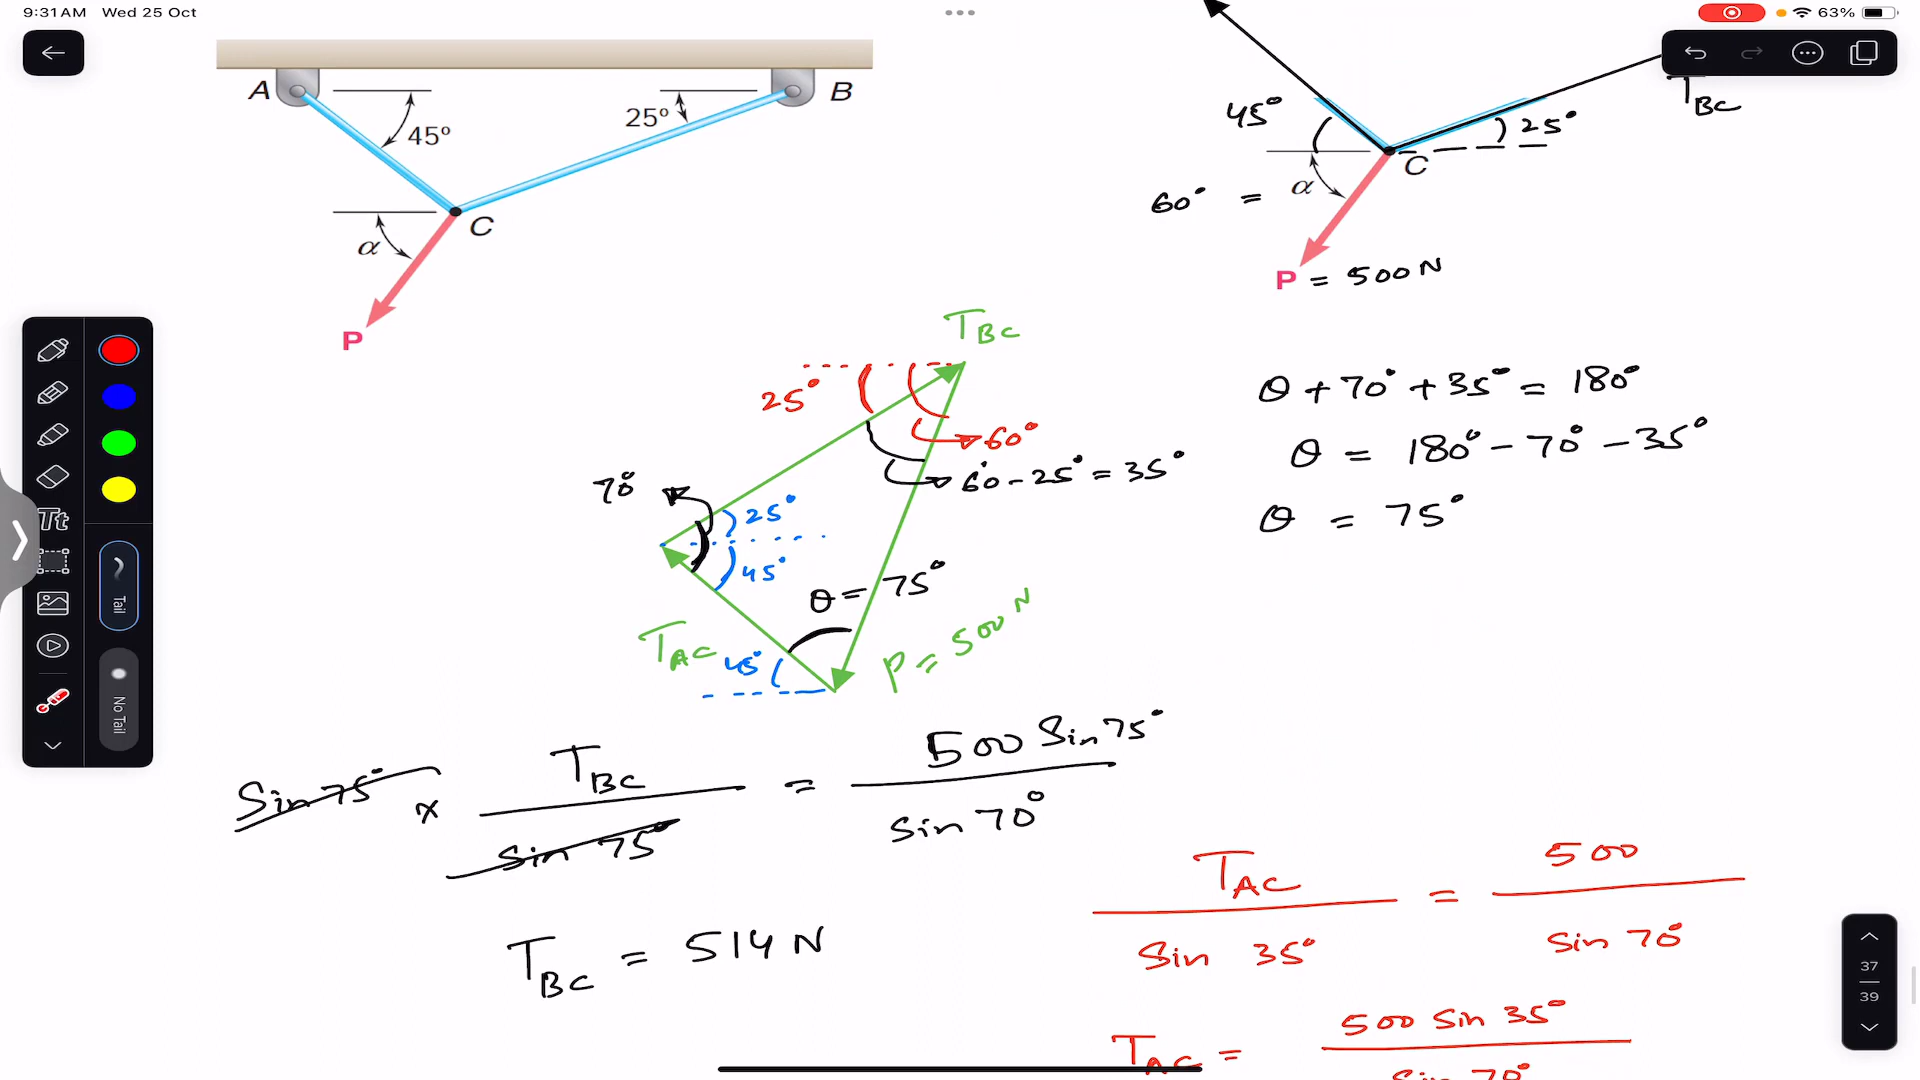 9:31 AM Wed 25 Oct
63%
A
B
45°
25°
C
α
P
T_BC
45°
25°
C
60° = α
P = 500 N
T_BC
25°
60°
60 - 25° = 35°
70°
25°
45°
θ = 75°
T_AC
45°
P = 500 N
θ + 70° + 35° = 180°
θ = 180° - 70° - 35°
θ = 75°
Sin 75° x T_BC / Sin 75° = 500 Sin 75° / Sin 70°
T_BC = 514 N
T_AC / Sin 35° = 500 / Sin 70°
T_AC = 500 Sin 35° / Sin 70°
Tt
Tail
No Tail
37
39